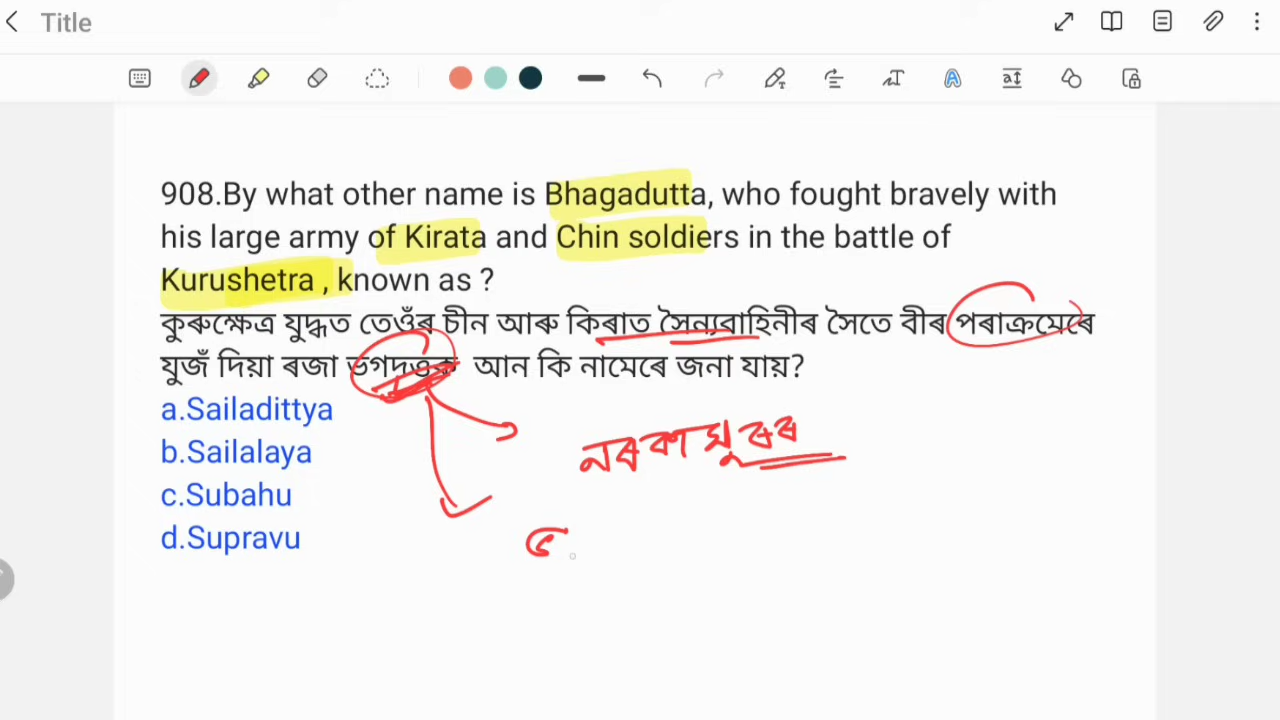 Title
908.By what other name is Bhagadutta, who fought bravely with
his large army of Kirata and Chin soldiers in the battle of
Kurushetra , known as ?
কুৰুক্ষেত্ৰ যুদ্ধত তেওঁৰ চীন আৰু কিৰাত সৈন্যবাহিনীৰ সৈতে বীৰ পৰাক্ৰমেৰে
যুজঁ দিয়া ৰজা ভগদত্তক আন কি নামেৰে জনা যায়?
a.Sailadittya
b.Sailalaya
নৰকাসুৰৰ
c.Subahu
d.Supravu